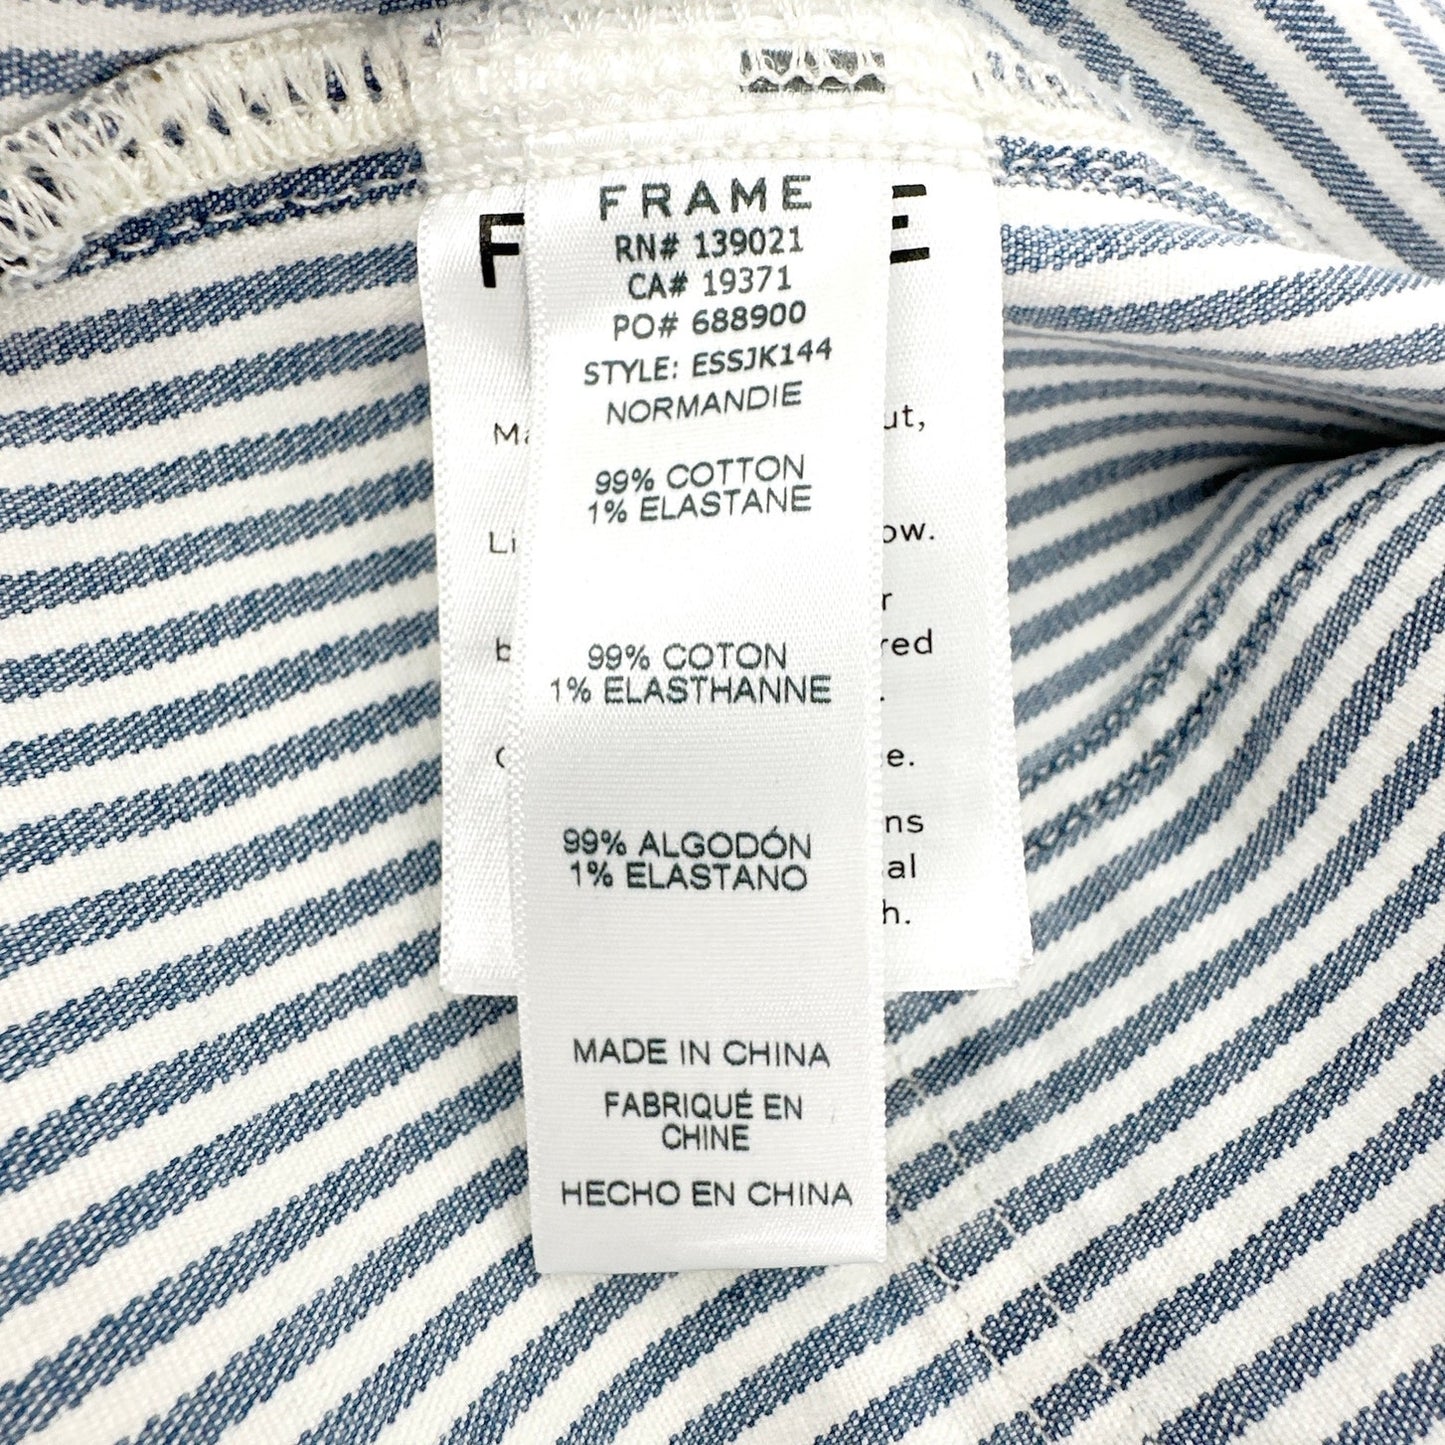 FRAME
RN# 139021
CA# 19371
PO# 688900
STYLE: ESSJK144
NORMANDIE
99% COTTON
1% ELASTANE
99% COTON
1% ELASTHANNE
99% ALGODÓN
1% ELASTANO
MADE IN CHINA
FABRIQUÉ EN
CHINE
HECHO EN CHINA